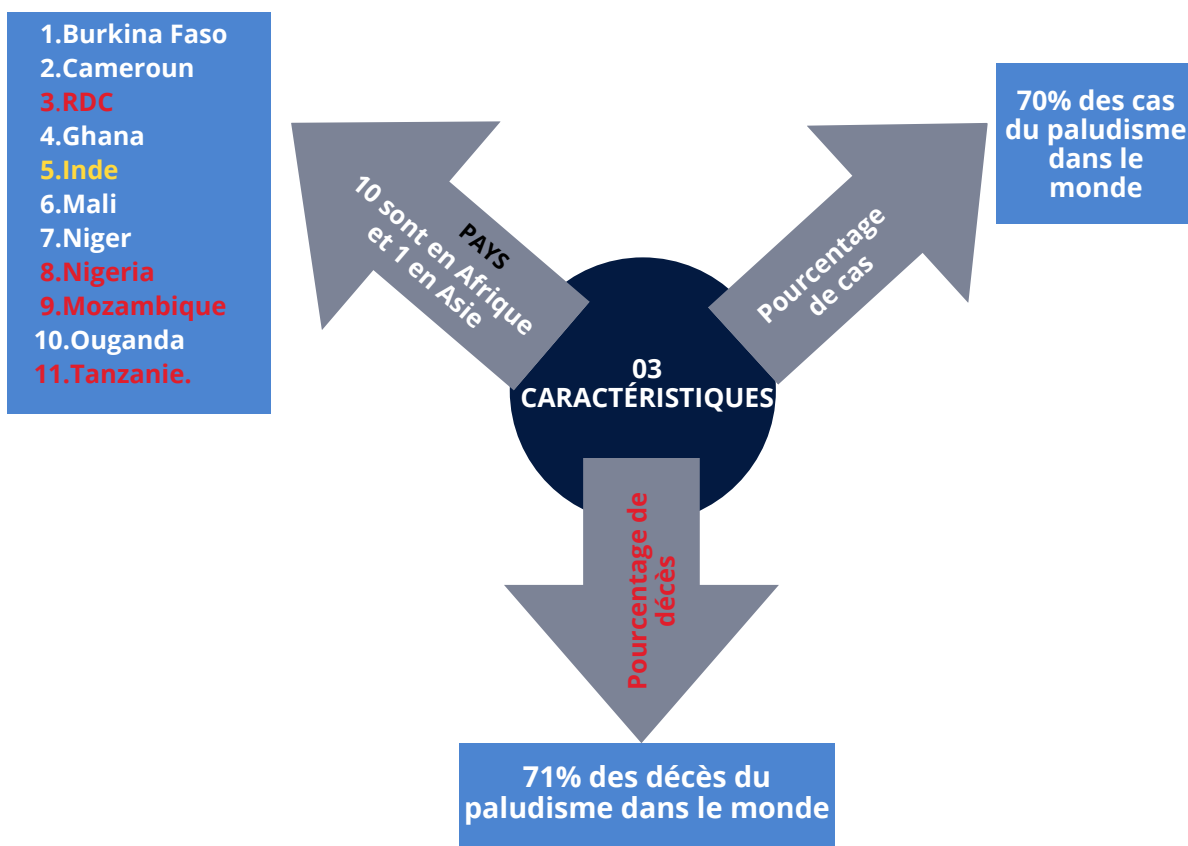 1.Burkina Faso
2.Cameroun
3.RDC
4.Ghana
5.Inde
6.Mali
7.Niger
8.Nigeria
9.Mozambique
10.Ouganda
11.Tanzanie.
PAYS
10 sont en Afrique
et 1 en Asie
Pourcentage
de cas
70% des cas
du paludisme
dans le
monde
03
CARACTÉRISTIQUES
Pourcentage de
décès
71% des décès du
paludisme dans le monde